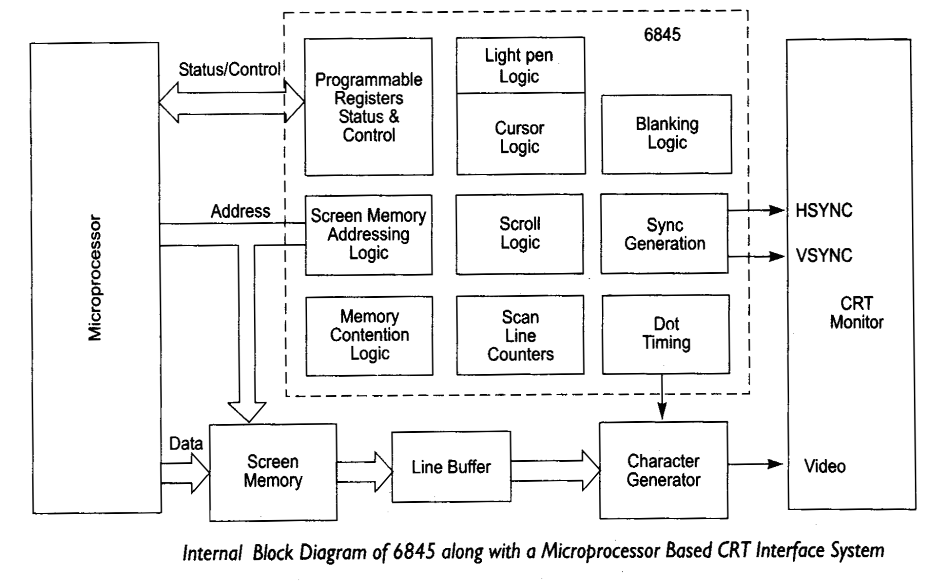 6845
Status/Control
Programmable
Registers
Status &
Control
Light pen
Logic
Cursor
Logic
Blanking
Logic
Microprocessor
Address
Screen Memory
Addressing
Logic
Scroll
Logic
Sync
Generation
HSYNC
VSYNC
CRT
Monitor
Memory
Contention
Logic
Scan
Line
Counters
Dot
Timing
Data
Screen
Memory
Line Buffer
Character
Generator
Video
Internal Block Diagram of 6845 along with a Microprocessor Based CRT Interface System